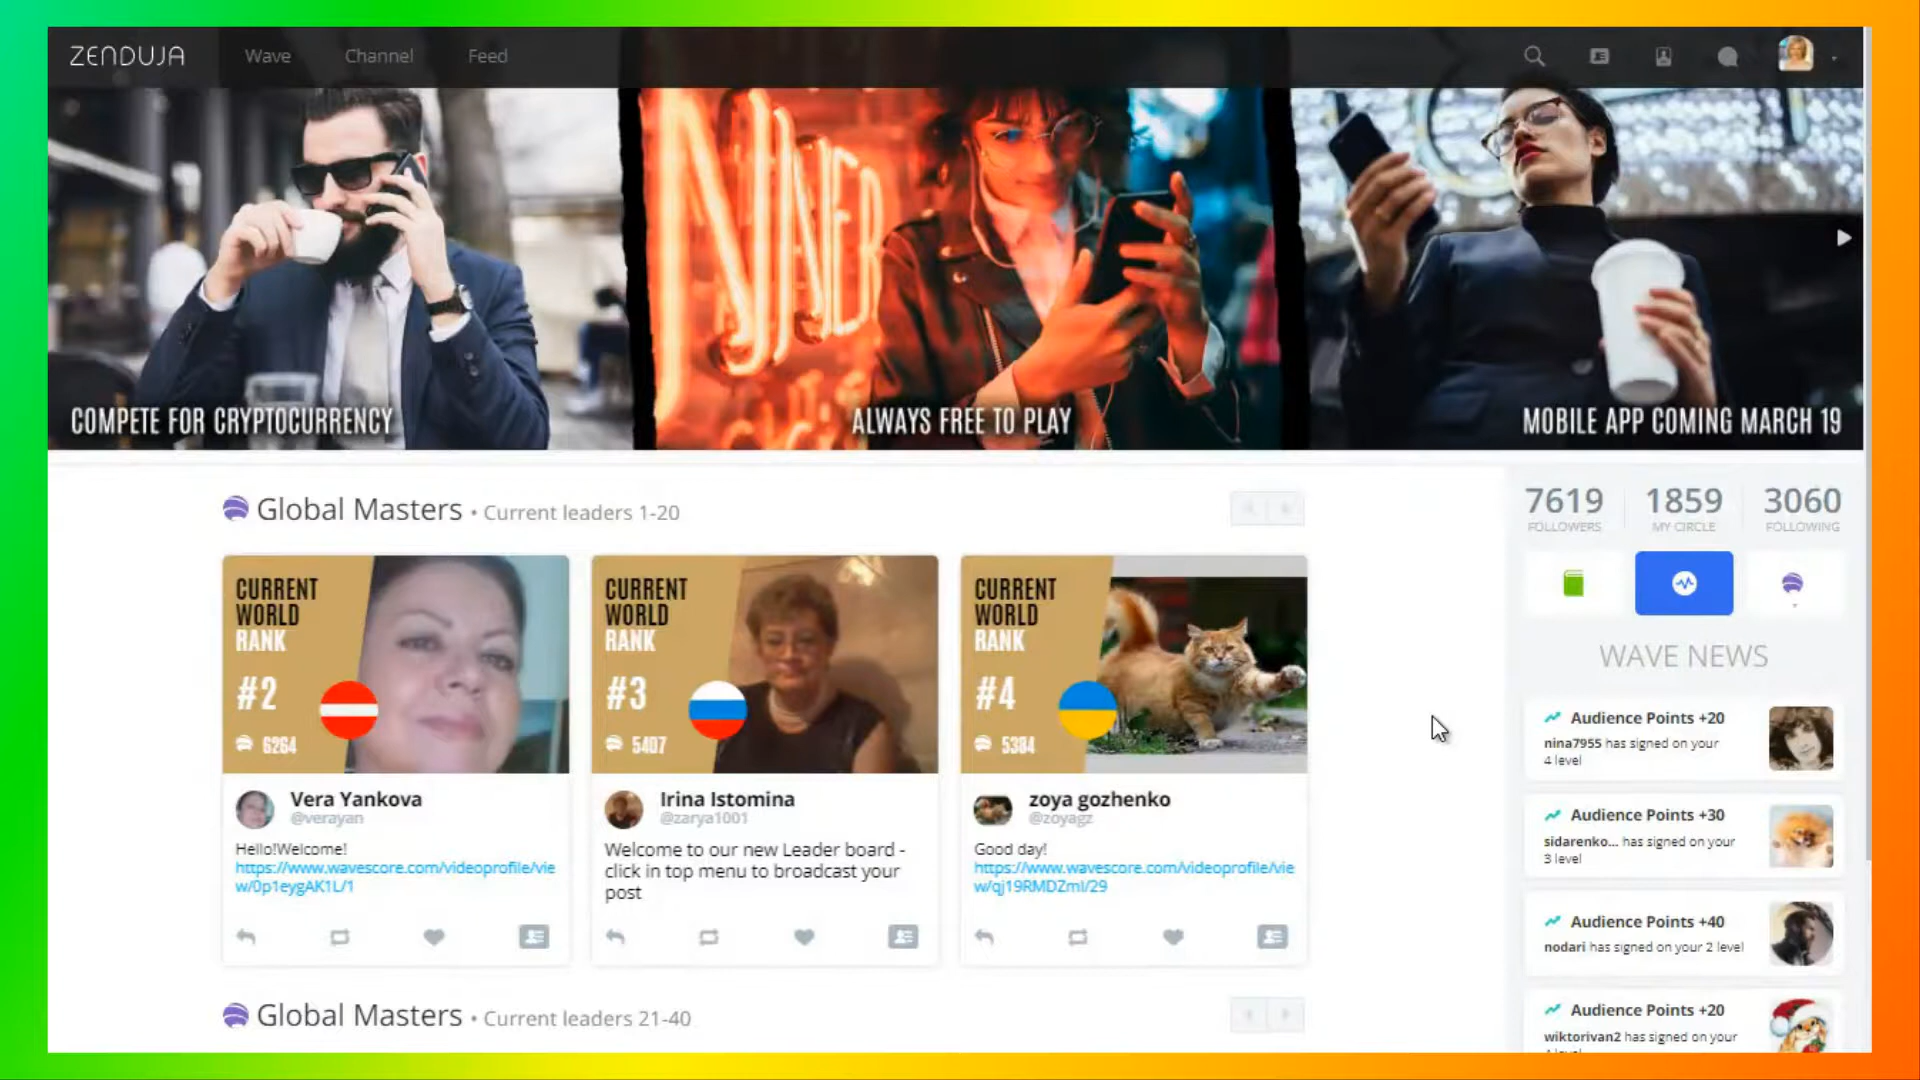 ZENDUJA
Wave
Channel
Feed
COMPETE FOR CRYPTOCURRENCY
ALWAYS FREE TO PLAY
MOBILE APP COMING MARCH 19
Global Masters • Current leaders 1-20
CURRENT
WORLD
RANK
#2
6264
Vera Yankova
@verayan
Hello!Welcome!
https://www.wavescore.com/videoprofile/vie
w/0p1eygAK1L/1
CURRENT
WORLD
RANK
#3
5407
Irina Istomina
@zarya1001
Welcome to our new Leader board -
click in top menu to broadcast your
post
CURRENT
WORLD
RANK
#4
5384
zoya gozhenko
@zoyagz
Good day!
https://www.wavescore.com/videoprofile/vie
w/qj19RMDZmI/29
Global Masters • Current leaders 21-40
7619
FOLLOWERS
1859
MY CIRCLE
3060
FOLLOWING
WAVE NEWS
Audience Points +20
nina7955 has signed on your
4 level
Audience Points +30
sidarenko... has signed on your
3 level
Audience Points +40
nodari has signed on your 2 level
Audience Points +20
wiktorivan2 has signed on your